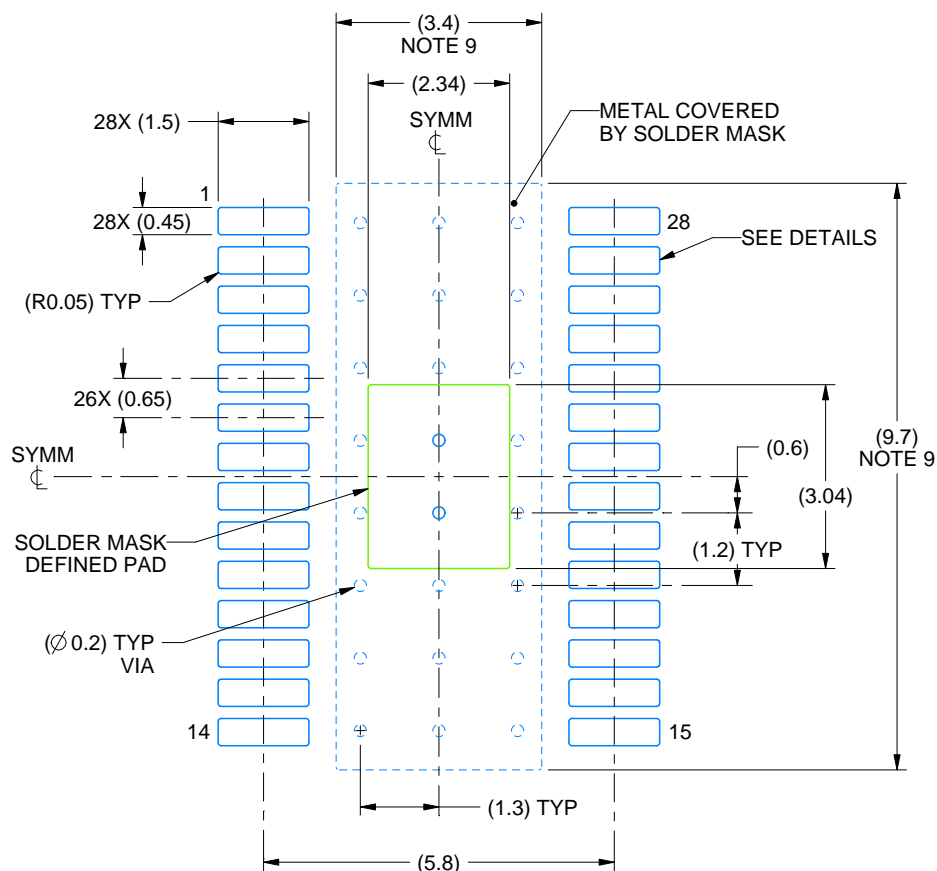 (3.4)
NOTE 9
(2.34)
SYMM
℄
METAL COVERED
BY SOLDER MASK
28X (1.5)
1
28X (0.45)
28
SEE DETAILS
(R0.05) TYP
26X (0.65)
SYMM
℄
(0.6)
(9.7)
NOTE 9
(3.04)
SOLDER MASK
DEFINED PAD
(1.2) TYP
(∅0.2) TYP
VIA
14
15
(1.3) TYP
(5.8)